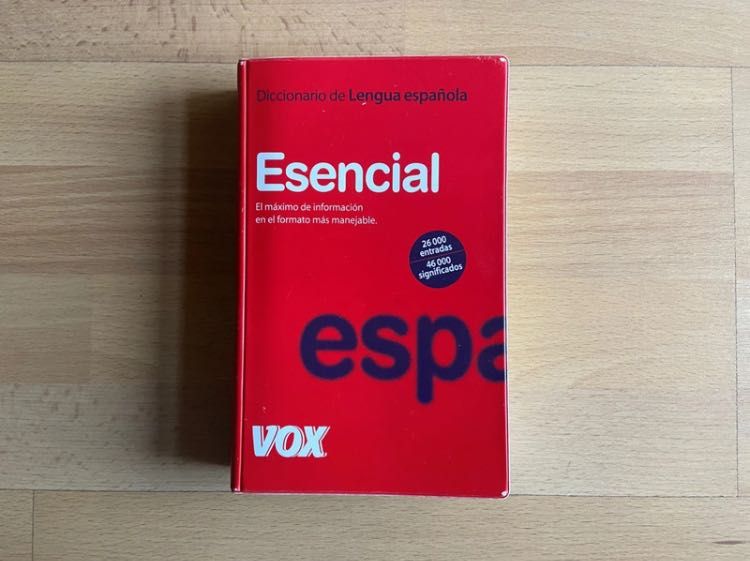 Diccionario de Lengua española
Esencial
El máximo de información
en el formato más manejable.
26 000
entradas
46 000
significados
espa
VOX